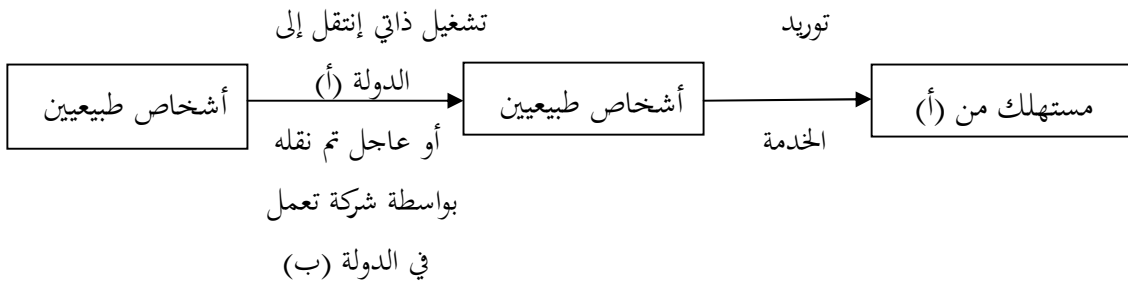 تشغيل ذاتي إنتقل إلى
الدولة (أ)
توريد
أشخاص طبيعيين
أشخاص طبيعيين
مستهلك من (أ)
أو عاجل تم نقله
بواسطة شركة تعمل
في الدولة (ب)
الخدمة